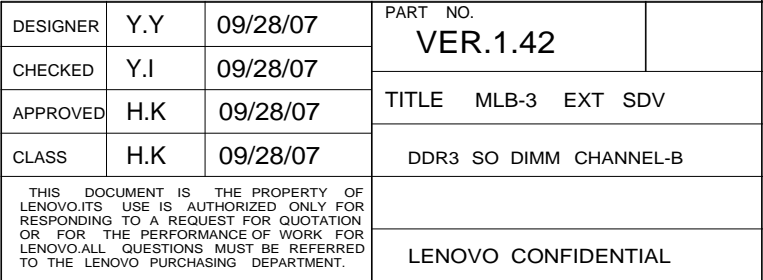 DESIGNER Y.Y 09/28/07
CHECKED Y.I 09/28/07
APPROVED H.K 09/28/07
CLASS H.K 09/28/07
THIS DOCUMENT IS THE PROPERTY OF
LENOVO.ITS USE IS AUTHORIZED ONLY FOR
RESPONDING TO A REQUEST FOR QUOTATION
OR FOR THE PERFORMANCE OF WORK FOR
LENOVO.ALL QUESTIONS MUST BE REFERRED
TO THE LENOVO PURCHASING DEPARTMENT.
PART NO.
VER.1.42
TITLE MLB-3 EXT SDV
DDR3 SO DIMM CHANNEL-B
LENOVO CONFIDENTIAL